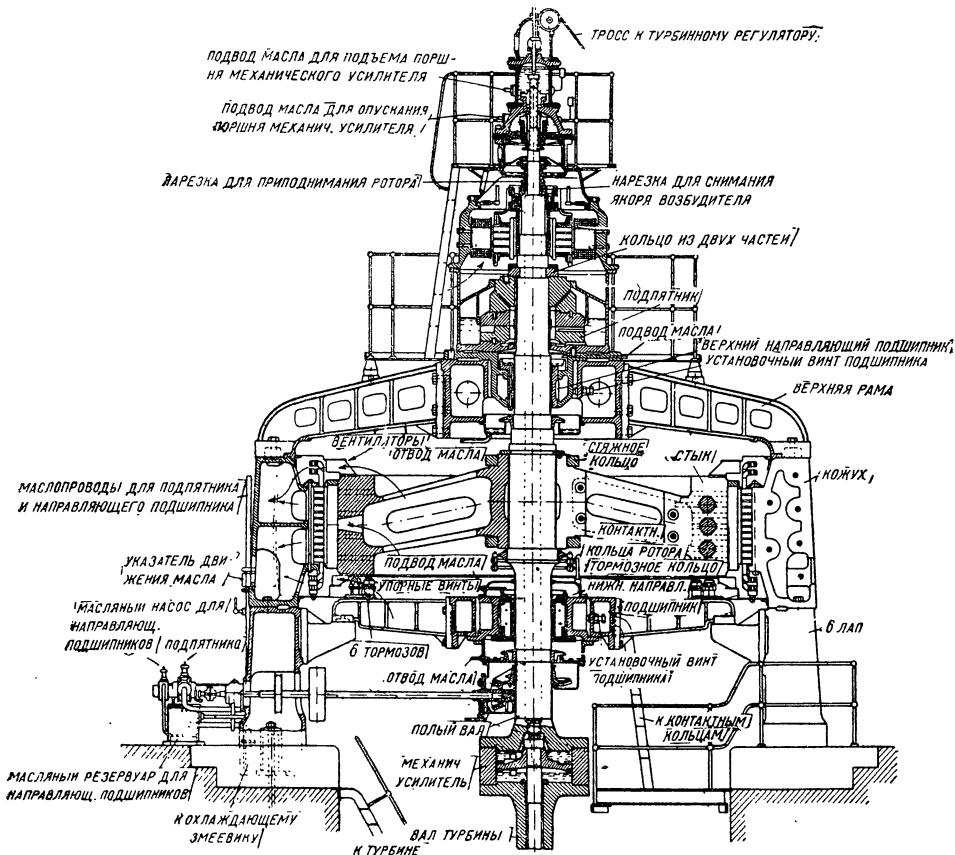 ТРОСС К ТУРБИННОМУ РЕГУЛЯТОРУ;
ПОДВОД МАСЛА ДЛЯ ПОДЪЕМА ПОРШ-
НЯ МЕХАНИЧЕСКОГО УСИЛИТЕЛЯ
ПОДВОД МАСЛА ДЛЯ ОПУСКАНИЯ
ПОРШНЯ МЕХАНИЧ. УСИЛИТЕЛЯ
НАРЕЗКА ДЛЯ ПРИПОДНИМАНИЯ РОТОРА
НАРЕЗКА ДЛЯ СНИМАНИЯ
ЯКОРЯ ВОЗБУДИТЕЛЯ
КОЛЬЦО ИЗ ДВУХ ЧАСТЕЙ
ПОДПЯТНИК
ПОДВОД МАСЛА
ВЕРХНИЙ НАПРАВЛЯЮЩИЙ ПОДШИПНИК
УСТАНОВОЧНЫЙ ВИНТ ПОДШИПНИКА
ВЕРХНЯЯ РАМА
ВЕНТИЛЯТОРЫ
ОТВОД МАСЛА
СТЯЖНОЕ
КОЛЬЦО
СТЫК
КОЖУХ
МАСЛОПРОВОДЫ ДЛЯ ПОДПЯТНИКА
И НАПРАВЛЯЮЩЕГО ПОДШИПНИКА
КОНТАКТН.
КОЛЬЦА РОТОРА
УКАЗАТЕЛЬ ДВИ-
ЖЕНИЯ МАСЛА
ПОДВОД МАСЛА
ТОРМОЗНОЕ КОЛЬЦО
УПОРНЫЕ ВИНТЫ
НИЖН. НАПРАВЛ.
ПОДШИПНИК
МАСЛЯНЫЙ НАСОС ДЛЯ
НАПРАВЛЯЮЩ.
ПОДШИПНИКОВ
ПОДПЯТНИКА
6 ТОРМОЗОВ
6 ЛАП
ОТВОД МАСЛА
УСТАНОВОЧНЫЙ ВИНТ
ПОДШИПНИКА
ПОЛЫЙ ВАЛ
К КОНТАКТНЫМ
КОЛЬЦАМ
МАСЛЯНЫЙ РЕЗЕРВУАР ДЛЯ
НАПРАВЛЯЮЩ. ПОДШИПНИКОВ
МЕХАНИЧ
УСИЛИТЕЛЬ
К ОХЛАЖДАЮЩЕМУ
ЗМЕЕВИКУ
ВАЛ ТУРБИНЫ
К ТУРБИНЕ